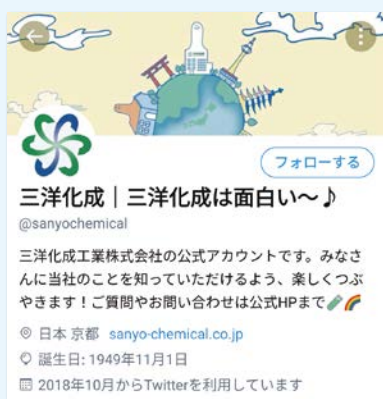 フォローする
三洋化成｜三洋化成は面白い〜♪
@sanyochemical
三洋化成工業株式会社の公式アカウントです。みなさ
んに当社のことを知っていただけるよう、楽しくつぶ
やきます！ご質問やお問い合わせは公式HPまで🧪🌈
日本 京都 sanyo-chemical.co.jp
誕生日: 1949年11月1日
2018年10月からTwitterを利用しています